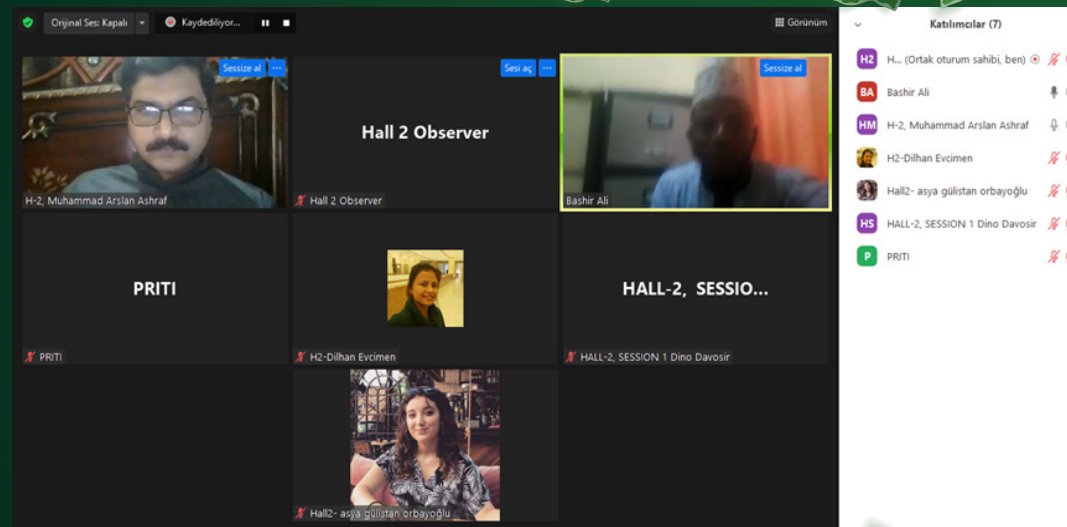 Orijinal Ses: Kapalı
Kaydediliyor...
Görünüm
Sessize al
H-2, Muhammad Arslan Ashraf
Sesi aç
Hall 2 Observer
Hall 2 Observer
Sessize al
Bashir Ali
PRITI
PRITI
H2-Dilhan Evcimen
HALL-2, SESSIO...
HALL-2, SESSION 1 Dino Davosir
Hall2- asya gülistan orbayoğlu
Katılımcılar (7)
H2 H... (Ortak oturum sahibi, ben)
BA Bashir Ali
HM H-2, Muhammad Arslan Ashraf
H2-Dilhan Evcimen
Hall2- asya gülistan orbayoğlu
HS HALL-2, SESSION 1 Dino Davosir
P PRITI